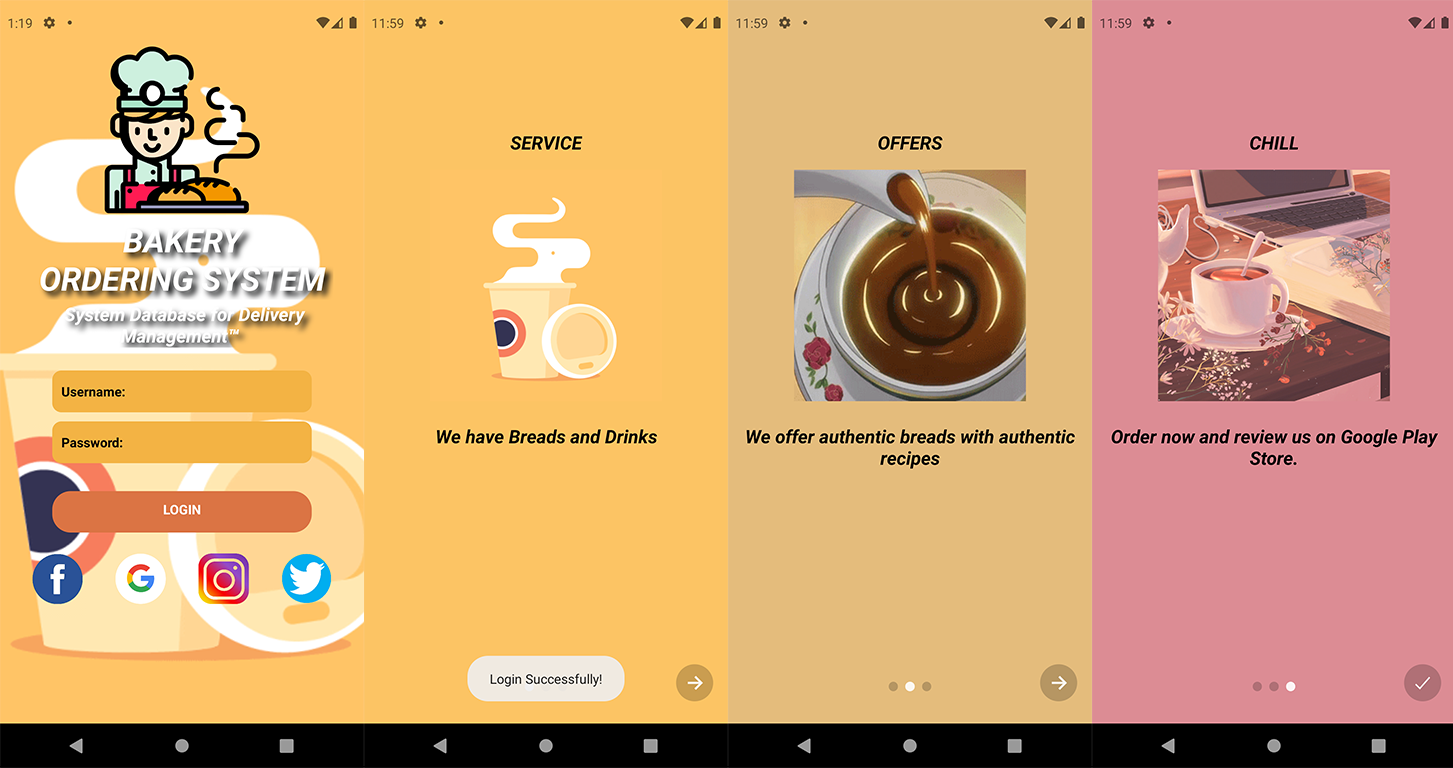 1:19
BAKERY
ORDERING SYSTEM
System Database for Delivery
Management™
Username:
Password:
LOGIN
11:59
SERVICE
We have Breads and Drinks
Login Successfully!
11:59
OFFERS
We offer authentic breads with authentic
recipes
11:59
CHILL
Order now and review us on Google Play
Store.